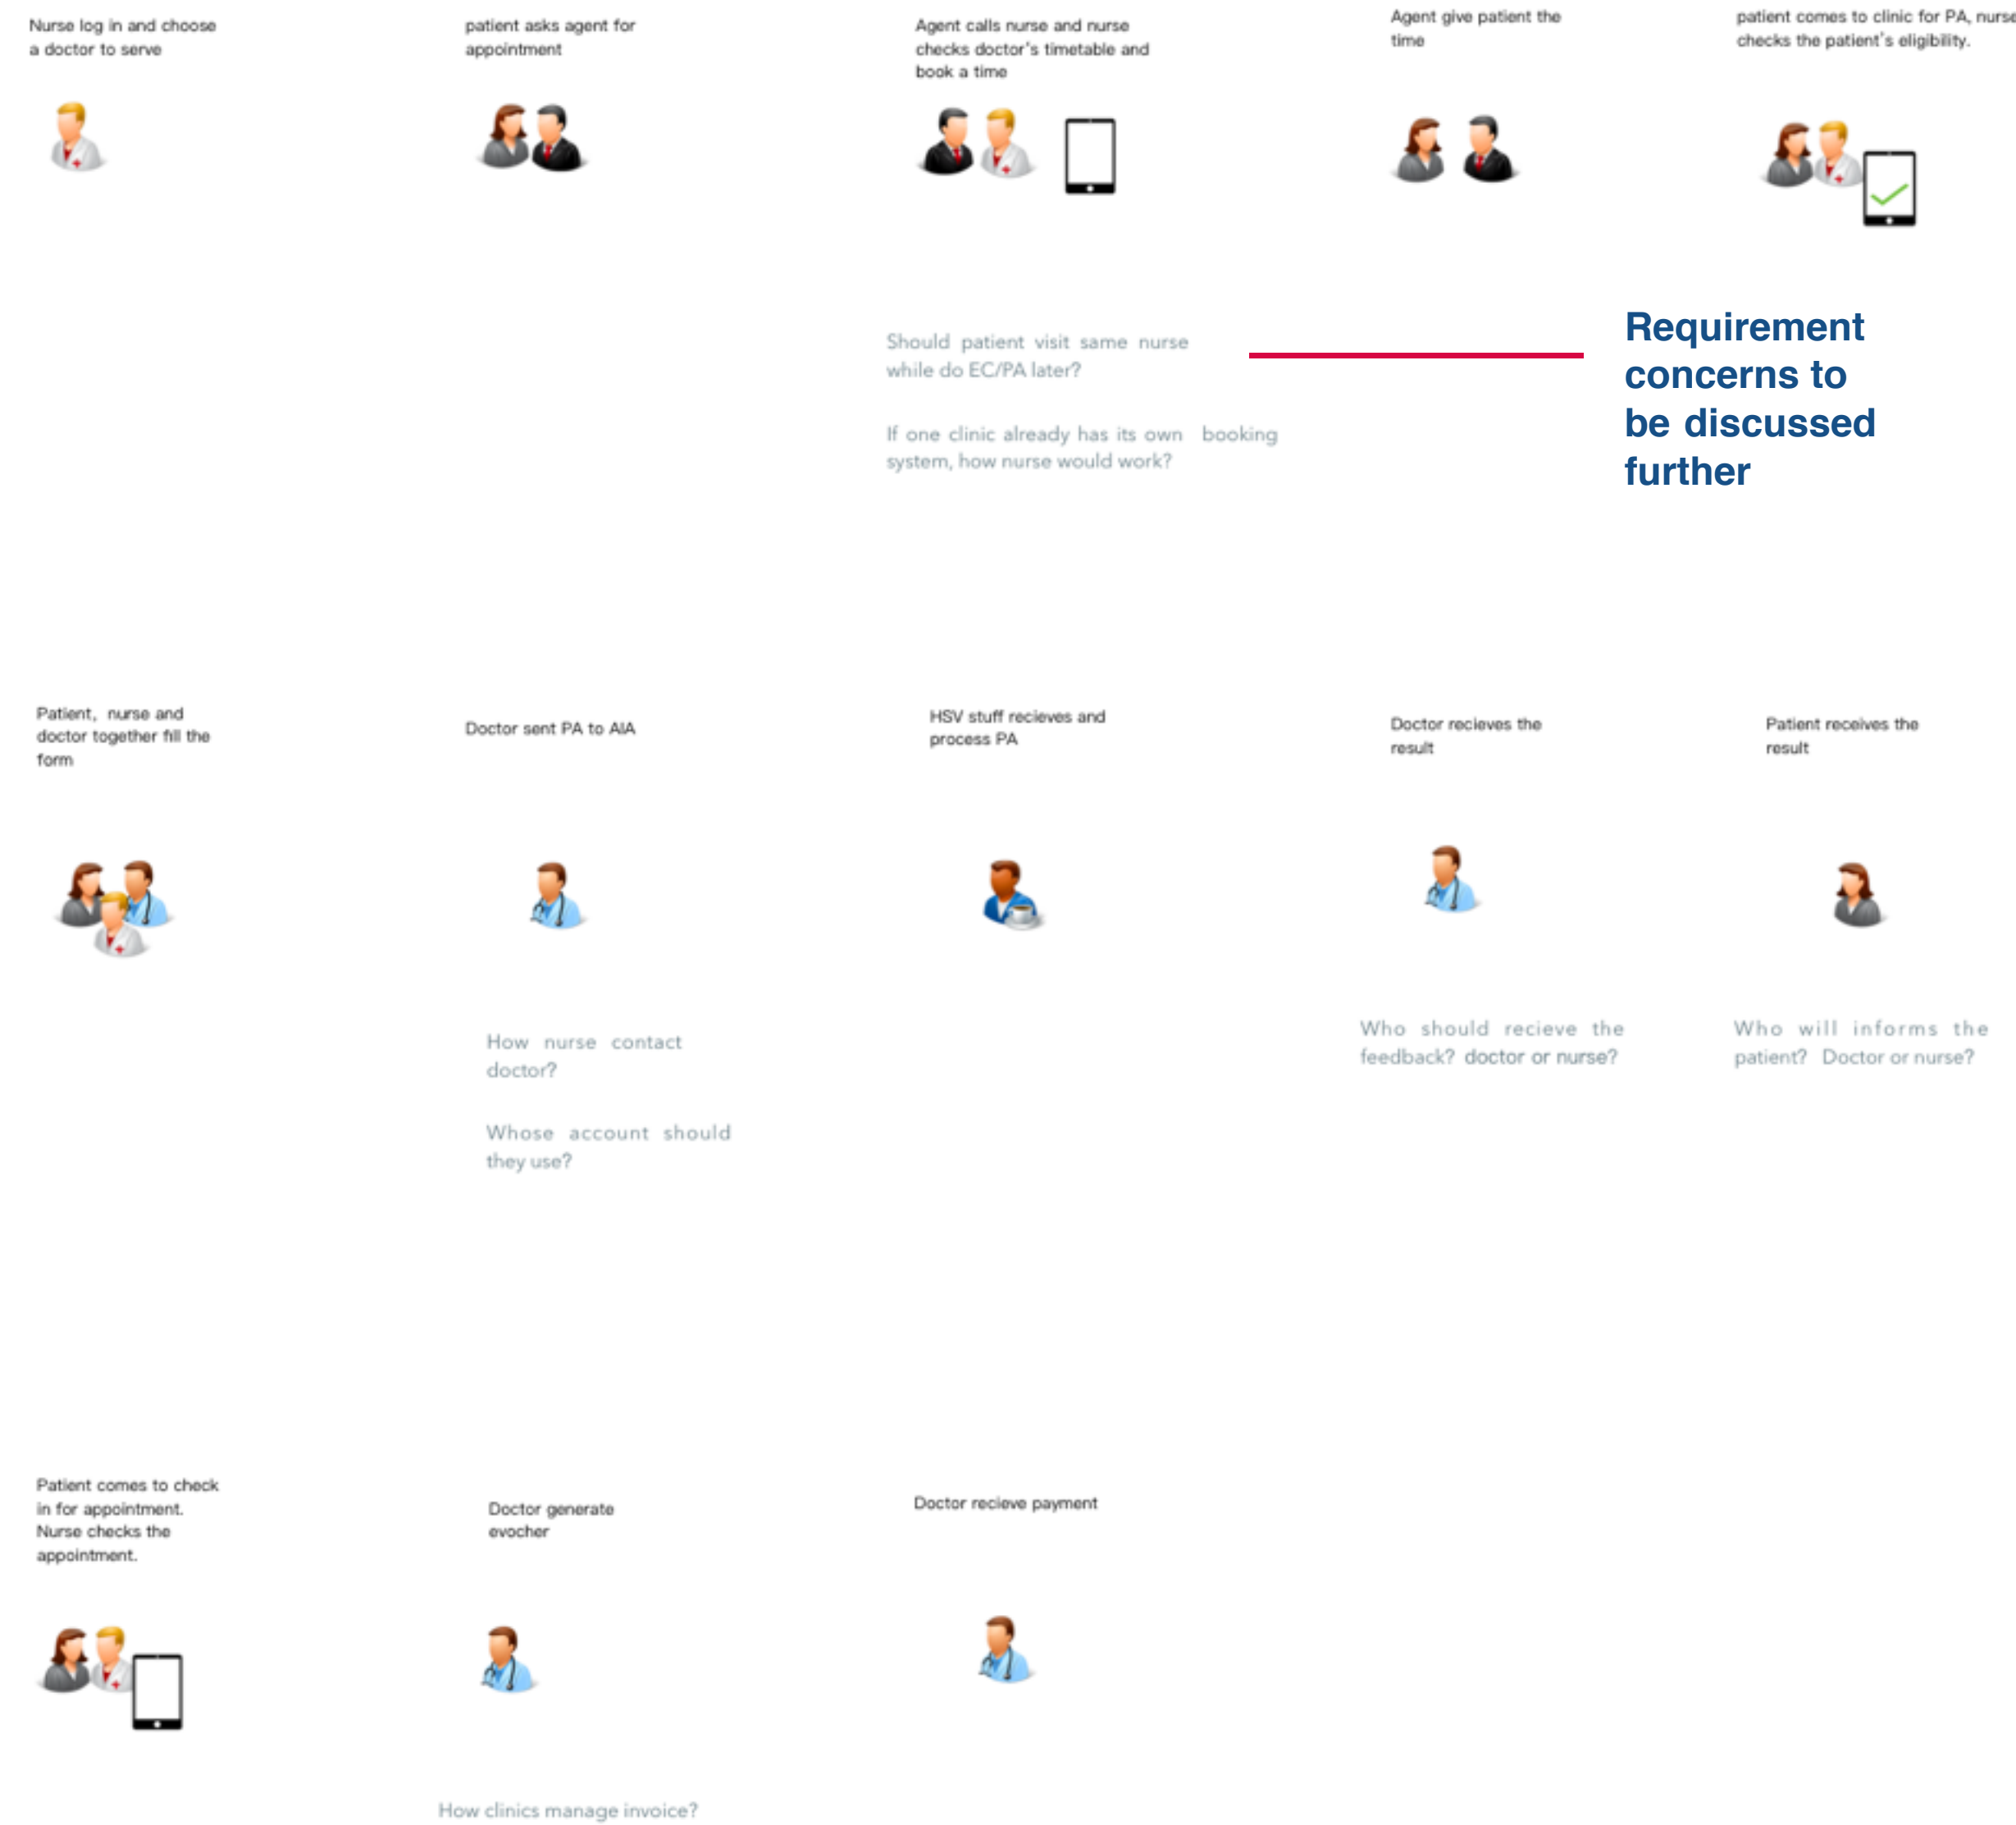 Nurse log in and choose
a doctor to serve
patient asks agent for
appointment
Agent calls nurse and nurse
checks doctor's timetable and
book a time
Agent give patient the
time
patient comes to clinic for PA, nurse
checks the patient's eligibility.
Should patient visit same nurse
while do EC/PA later?
If one clinic already has its own booking
system, how nurse would work?
Requirement
concerns to
be discussed
further
Patient, nurse and
doctor together fill the
form
Doctor sent PA to AIA
HSV stuff recieves and
process PA
Doctor recieves the
result
Patient receives the
result
How nurse contact
doctor?
Whose account should
they use?
Who should recieve the
feedback? doctor or nurse?
Who will informs the
patient? Doctor or nurse?
Patient comes to check
in for appointment.
Nurse checks the
appointment.
Doctor generate
evocher
Doctor recieve payment
How clinics manage invoice?